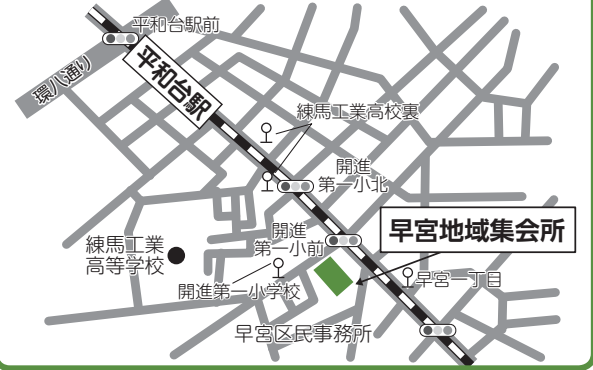 平和台駅前
環八通り
平和台駅
練馬工業高校裏
開進
第一小北
早宮地域集会所
開進
第一小前
練馬工業
高等学校
開進第一小学校
早宮一丁目
早宮区民事務所